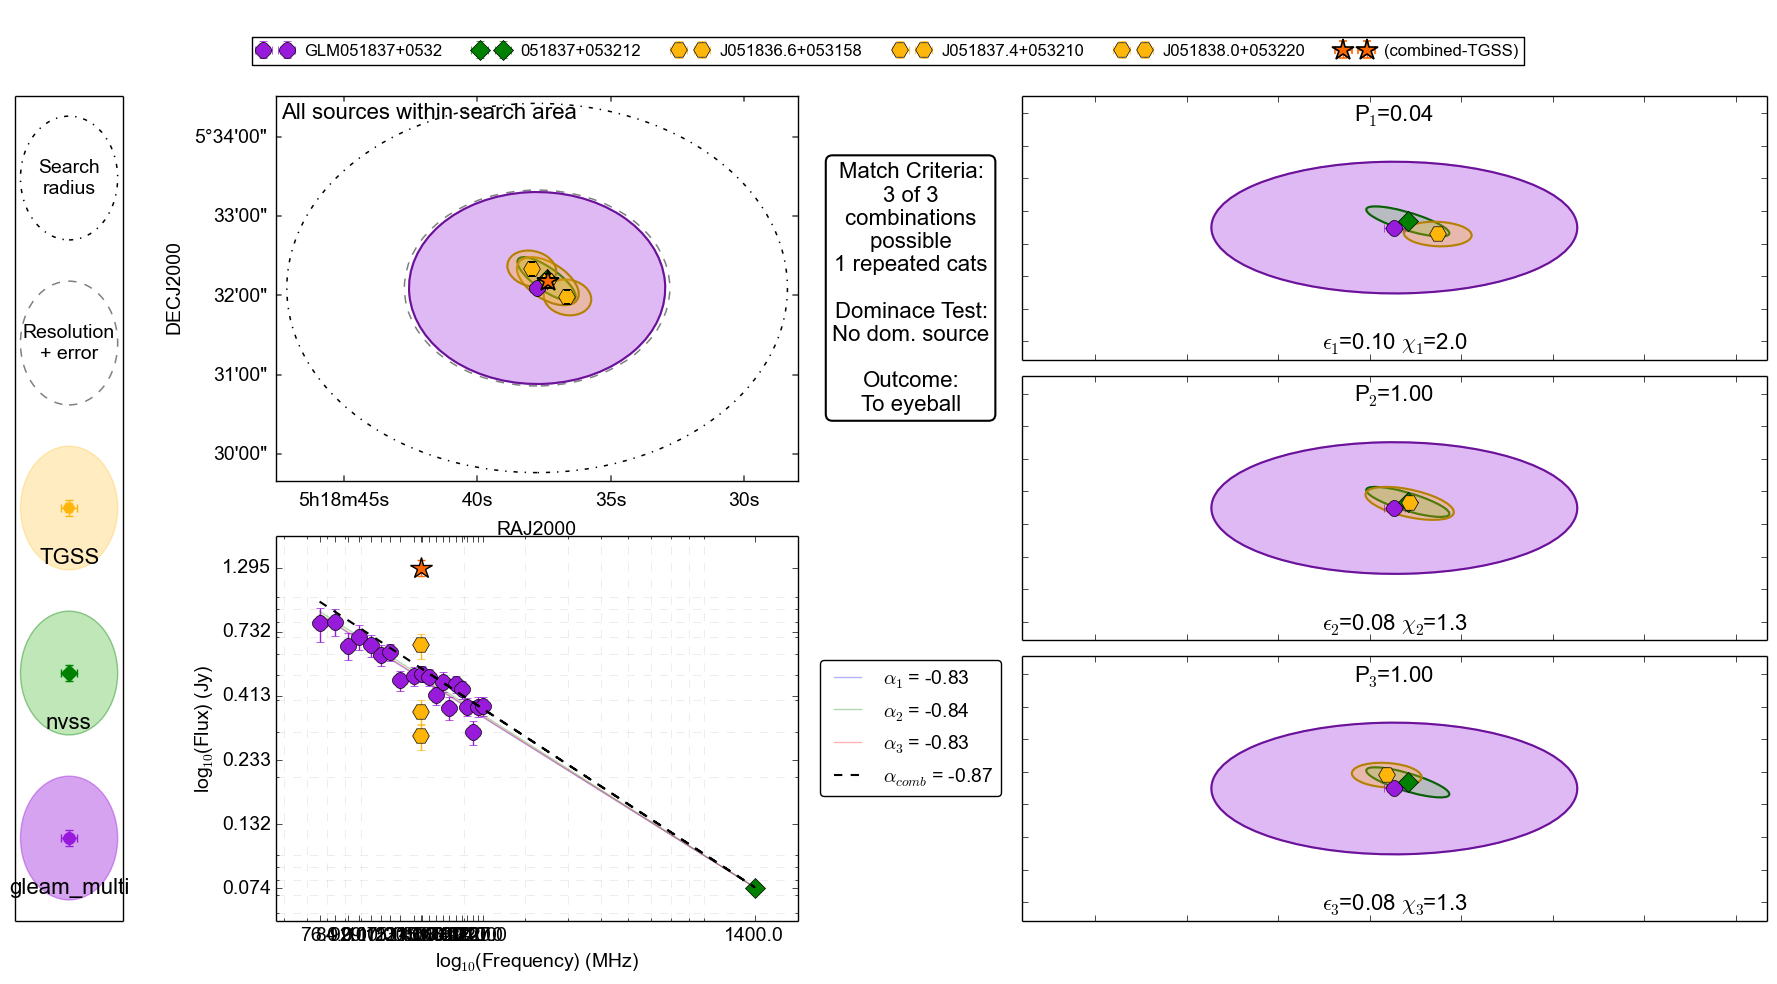 GLM051837+0532 051837+053212 J051836.6+053158 J051837.4+053210 J051838.0+053220 (combined-TGSS)
Search
radius
Resolution
+ error
TGSS
nvss
gleam_multi
All sources within search area
DECJ2000
5°34'00"
33'00"
32'00"
31'00"
30'00"
5h18m45s 40s 35s 30s
RAJ2000
Match Criteria:
3 of 3
combinations
possible
1 repeated cats
Dominace Test:
No dom. source
Outcome:
To eyeball
log₁₀(Flux) (Jy)
1.295
0.732
0.413
0.233
0.132
0.074
1400.0
log₁₀(Frequency) (MHz)
α₁ = -0.83
α₂ = -0.84
α₃ = -0.83
α_comb = -0.87
P₁=0.04
ϵ₁=0.10 χ₁=2.0
P₂=1.00
ϵ₂=0.08 χ₂=1.3
P₃=1.00
ϵ₃=0.08 χ₃=1.3